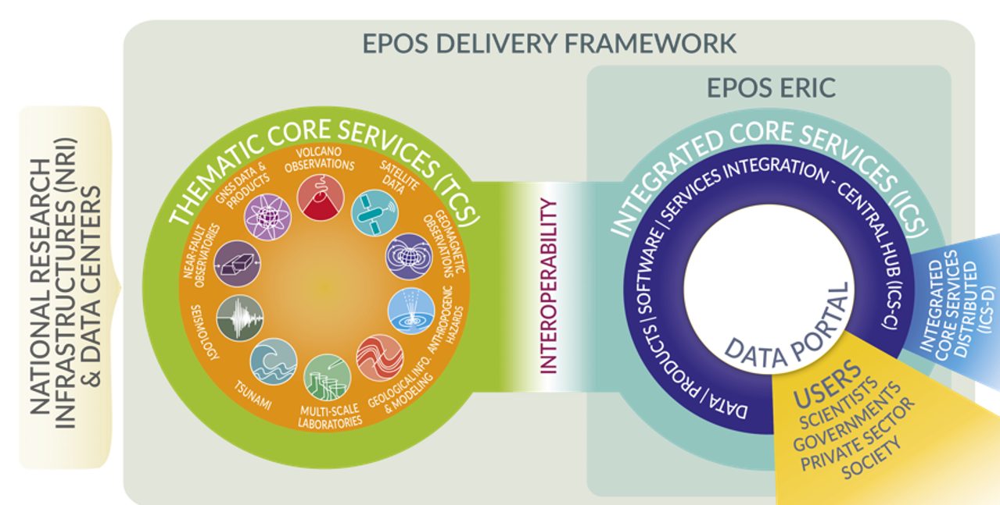 EPOS DELIVERY FRAMEWORK
NATIONAL RESEARCH
INFRASTRUCTURES (NRI)
& DATA CENTERS
THEMATIC CORE SERVICES (TCS)
VOLCANO
OBSERVATIONS
SATELLITE
DATA
GEOMAGNETIC
OBSERVATIONS
ANTHROPOGENIC
HAZARDS
GEOLOGICAL INFO.
& MODELING
MULTI-SCALE
LABORATORIES
TSUNAMI
SEISMOLOGY
NEAR-FAULT
OBSERVATORIES
GNSS DATA &
PRODUCTS
INTEROPERABILITY
EPOS ERIC
INTEGRATED CORE SERVICES (ICS)
DATA | PRODUCTS | SOFTWARE | SERVICES INTEGRATION - CENTRAL HUB (ICS-C)
DATA PORTAL
INTEGRATED
CORE SERVICES
DISTRIBUTED
(ICS-D)
USERS
SCIENTISTS
GOVERNMENTS
PRIVATE SECTOR
SOCIETY